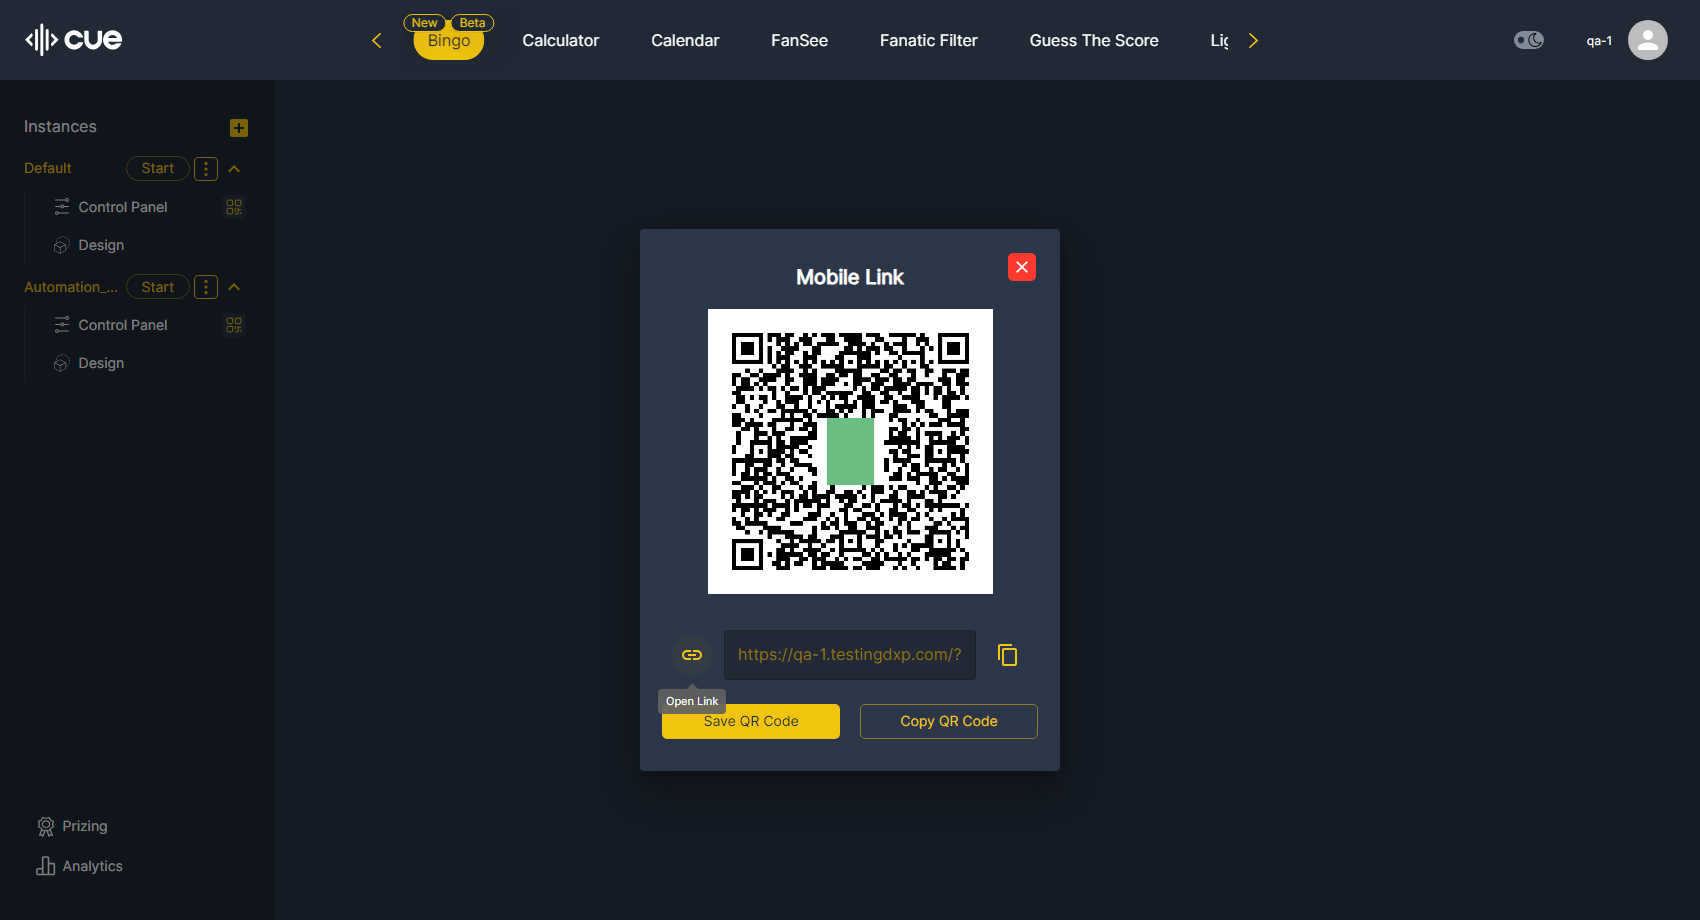 cue
New Beta
Bingo Calculator Calendar FanSee Fanatic Filter Guess The Score Lig
qa-1
Instances
Default Start
Control Panel
Design
Automation_... Start
Control Panel
Design
Mobile Link
https://qa-1.testingdxp.com/?
Open Link
Save QR Code Copy QR Code
Prizing
Analytics